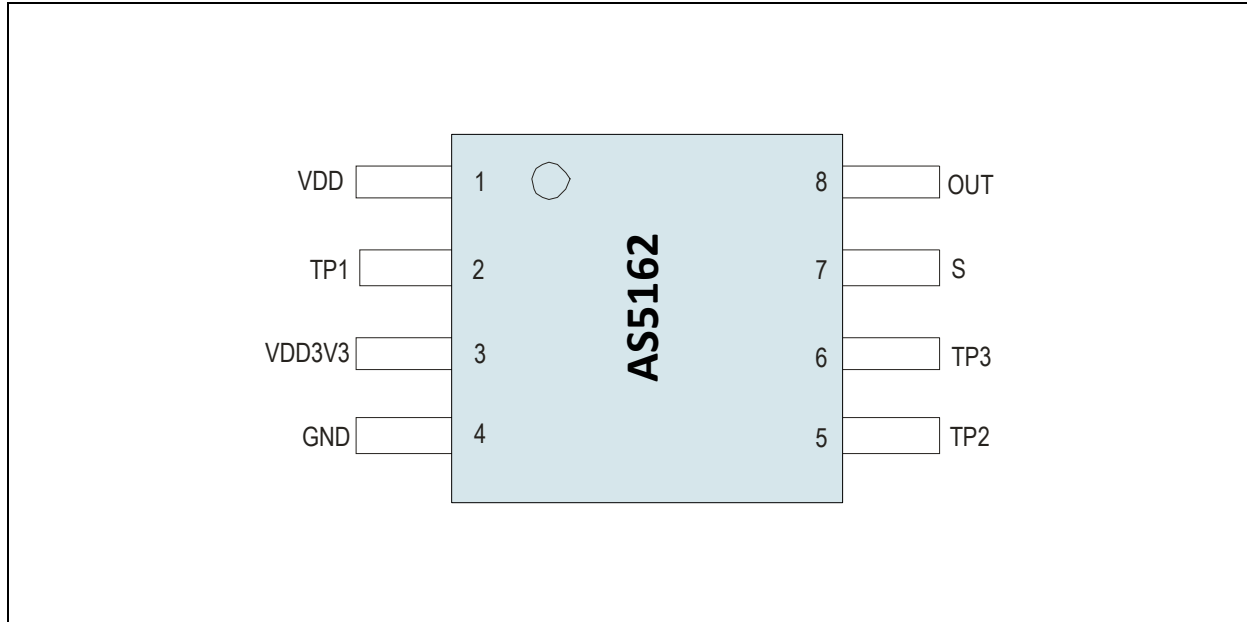 VDD 1 8 OUT
TP1 2 7 S
VDD3V3 3 6 TP3
GND 4 5 TP2
AS5162